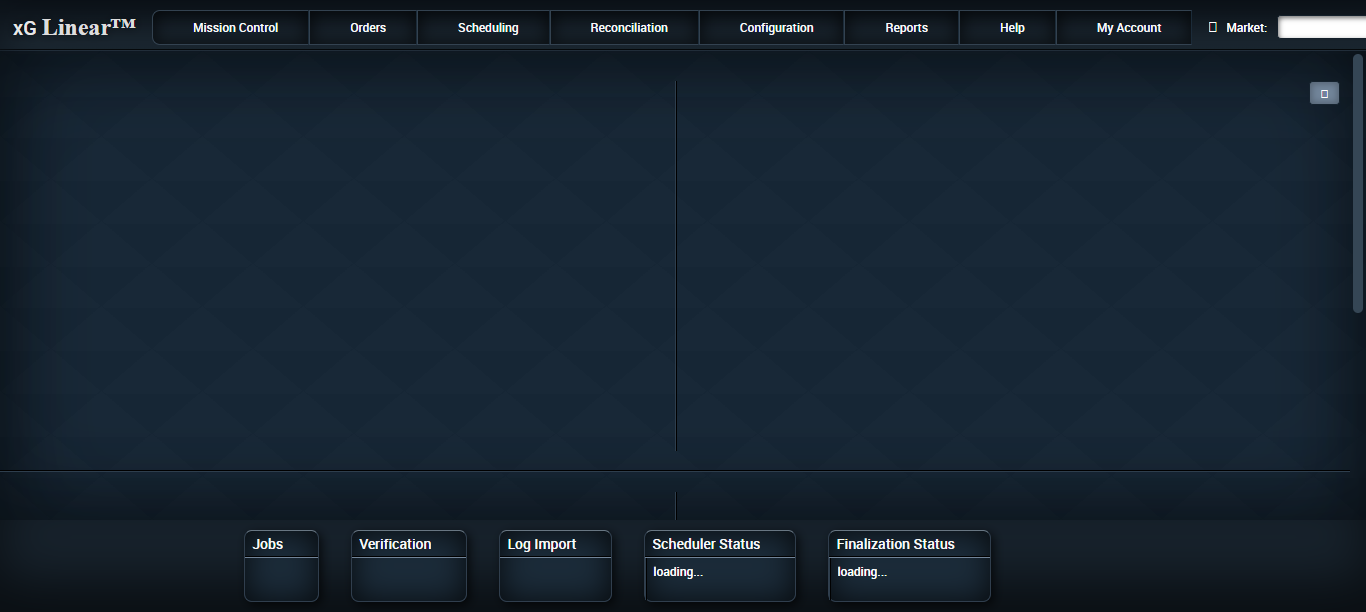 xG Linear™ Mission Control Orders Scheduling Reconciliation Configuration Reports Help My Account Market:
Jobs Verification Log Import Scheduler Status Finalization Status
loading... loading...